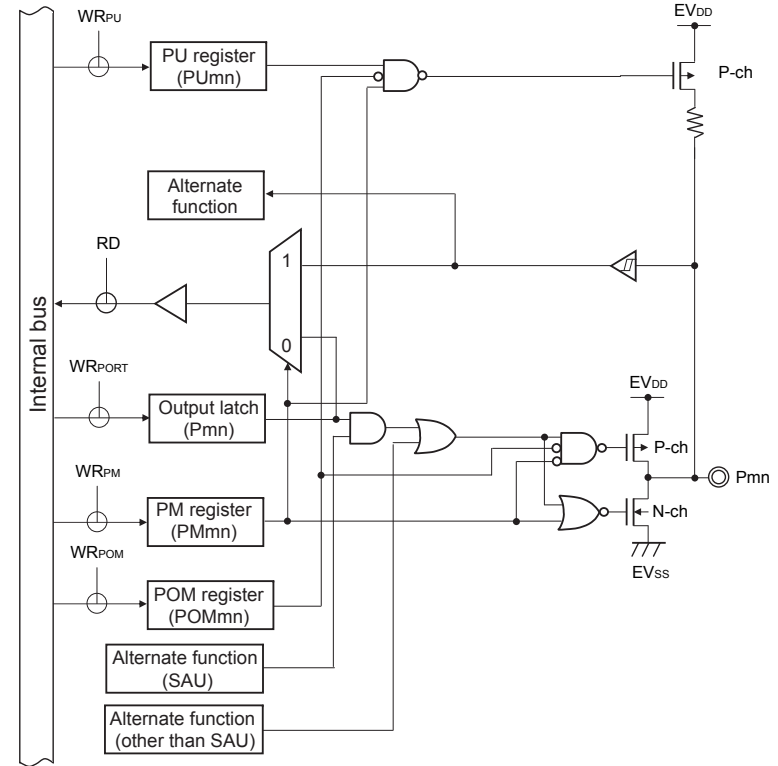 WRPU
EVDD
PU register
(PUmn)
P-ch
Alternate
function
RD
1
0
Internal bus
WRPORT
Output latch
(Pmn)
EVDD
P-ch
Pmn
WRPM
PM register
(PMmn)
N-ch
EVSS
WRPOM
POM register
(POMmn)
Alternate function
(SAU)
Alternate function
(other than SAU)